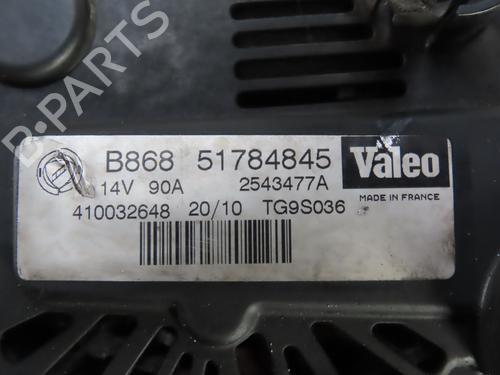 B-PARTS
B868 51784845 Valeo
14V 90A 2543477A MADE IN FRANCE
410032648 20/10 TG9S036